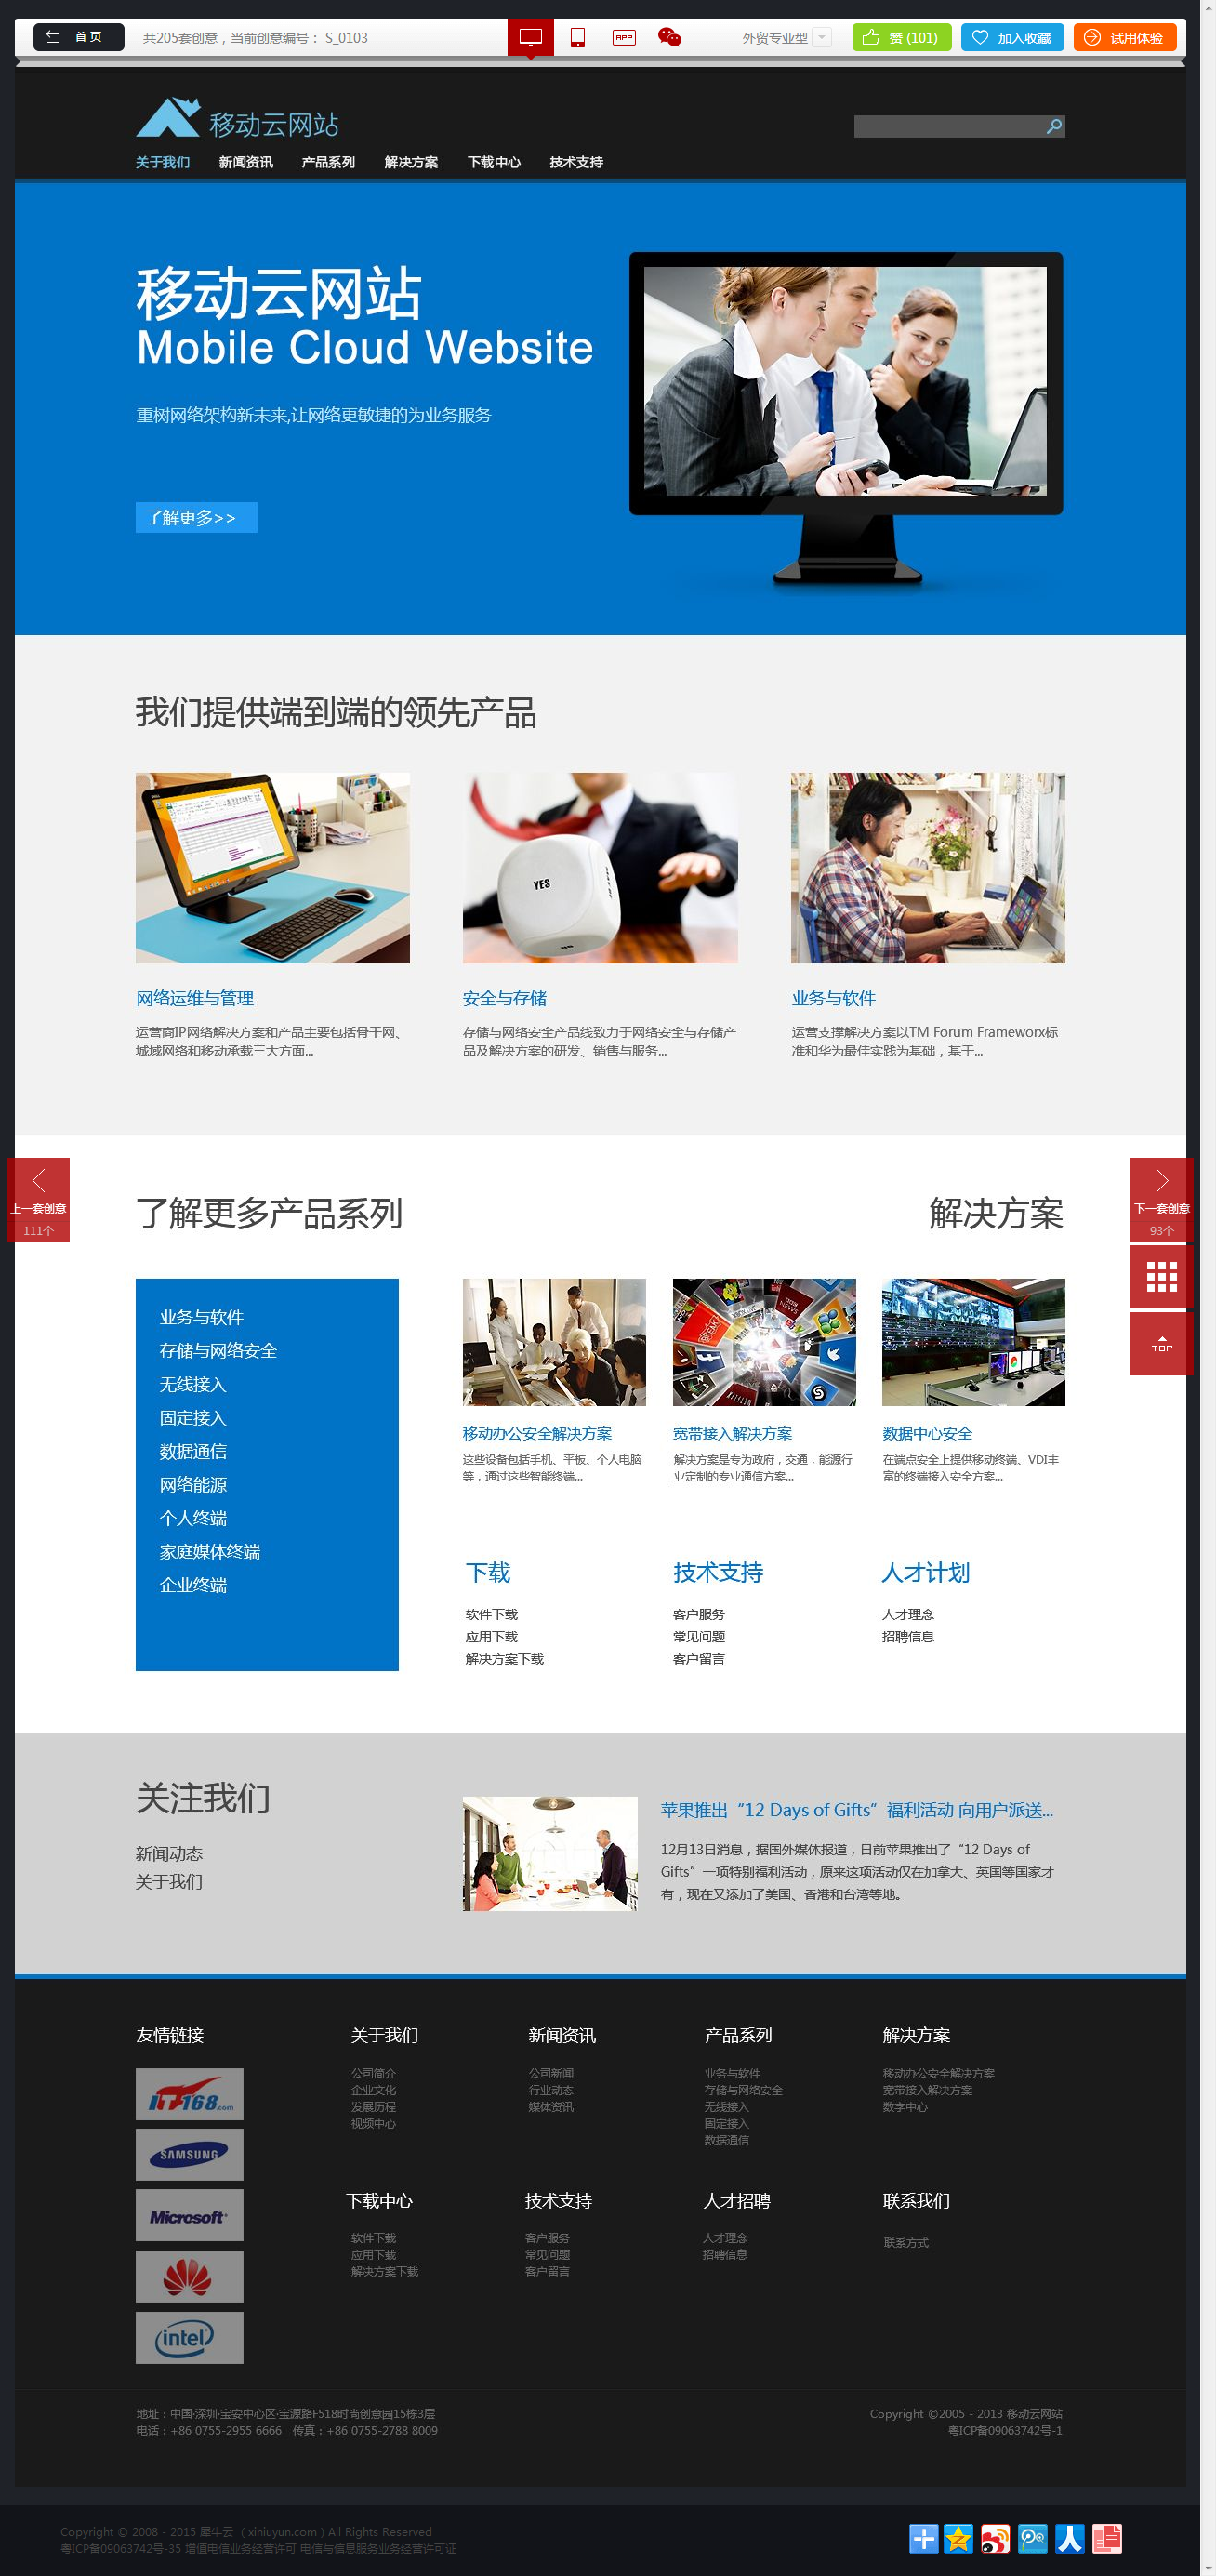 首 页
共205套创意，当前创意编号： S_0103
APP
外贸专业型
赞 (101)
加入收藏
试用体验
移动云网站
关于我们 新闻资讯 产品系列 解决方案 下载中心 技术支持
移动云网站
Mobile Cloud Website
重树网络架构新未来,让网络更敏捷的为业务服务
了解更多>>
我们提供端到端的领先产品
YES
网络运维与管理
运营商IP网络解决方案和产品主要包括骨干网、
城域网络和移动承载三大方面...
安全与存储
存储与网络安全产品线致力于网络安全与存储产
品及解决方案的研发、销售与服务...
业务与软件
运营支撑解决方案以TM Forum Frameworx标
准和华为最佳实践为基础，基于...
上一套创意
111个
下一套创意
93个
TOP
了解更多产品系列
解决方案
业务与软件
存储与网络安全
无线接入
固定接入
数据通信
网络能源
个人终端
家庭媒体终端
企业终端
移动办公安全解决方案
这些设备包括手机、平板、个人电脑
等，通过这些智能终端...
宽带接入解决方案
解决方案是专为政府，交通，能源行
业定制的专业通信方案...
数据中心安全
在端点安全上提供移动终端、VDI丰
富的终端接入安全方案...
下载
软件下载
应用下载
解决方案下载
技术支持
客户服务
常见问题
客户留言
人才计划
人才理念
招聘信息
关注我们
新闻动态
关于我们
苹果推出“12 Days of Gifts”福利活动 向用户派送...
12月13日消息，据国外媒体报道，日前苹果推出了“12 Days of
Gifts”一项特别福利活动，原来这项活动仅在加拿大、英国等国家才
有，现在又添加了美国、香港和台湾等地。
友情链接
IT168.com
SAMSUNG
Microsoft
intel
关于我们
公司简介
企业文化
发展历程
视频中心
新闻资讯
公司新闻
行业动态
媒体资讯
产品系列
业务与软件
存储与网络安全
无线接入
固定接入
数据通信
解决方案
移动办公安全解决方案
宽带接入解决方案
数字中心
下载中心
软件下载
应用下载
解决方案下载
技术支持
客户服务
常见问题
客户留言
人才招聘
人才理念
招聘信息
联系我们
联系方式
地址：中国·深圳·宝安中心区·宝源路F518时尚创意园15栋3层
电话：+86 0755-2955 6666 传真：+86 0755-2788 8009
Copyright ©2005 - 2013 移动云网站
粤ICP备09063742号-1
Copyright © 2008 - 2015 犀牛云 ( xiniuyun.com ) All Rights Reserved
粤ICP备09063742号-35 增值电信业务经营许可 电信与信息服务业务经营许可证